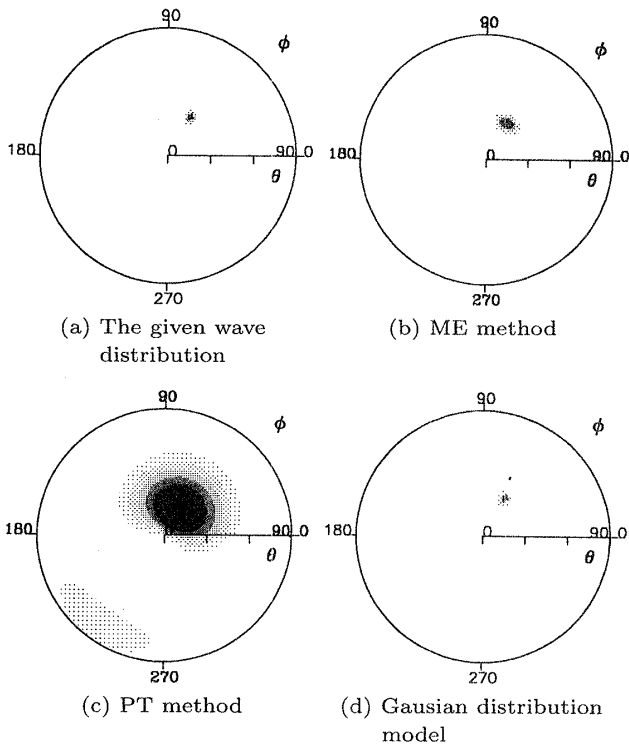 90
φ
180
0
90
0
θ
270
(a) The given wave
distribution
90
φ
180
0
90
0
θ
270
(b) ME method
90
φ
180
0
90
0
θ
270
(c) PT method
90
φ
180
0
90
0
θ
270
(d) Gausian distribution
model